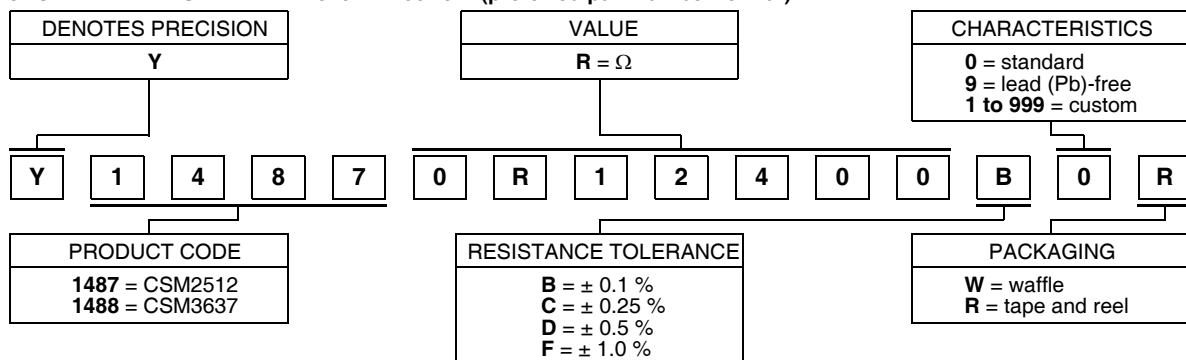 DENOTES PRECISION
Y
VALUE
R = Ω
CHARACTERISTICS
0 = standard
9 = lead (Pb)-free
1 to 999 = custom
Y 1 4 8 7 0 R 1 2 4 0 0 B 0 R
PRODUCT CODE
1487 = CSM2512
1488 = CSM3637
RESISTANCE TOLERANCE
B = ± 0.1 %
C = ± 0.25 %
D = ± 0.5 %
F = ± 1.0 %
PACKAGING
W = waffle
R = tape and reel